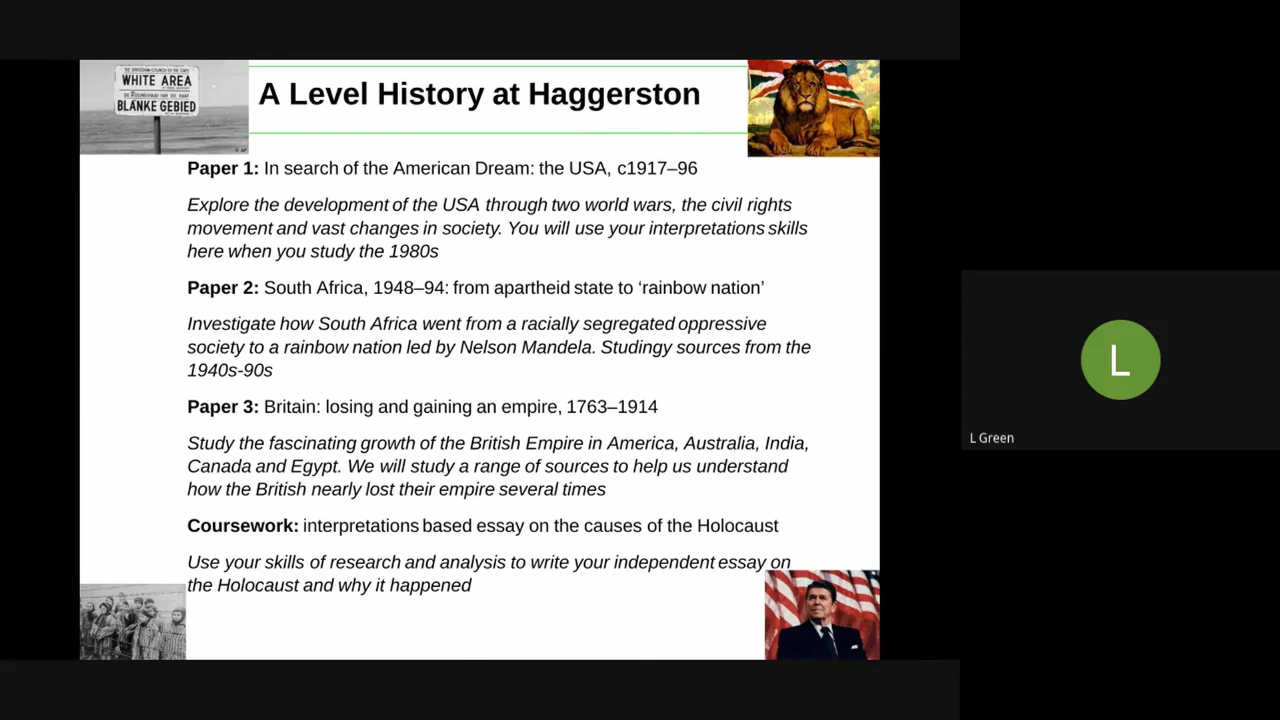 WHITE AREA
BLANKE GEBIED
A Level History at Haggerston
Paper 1: In search of the American Dream: the USA, c1917–96
Explore the development of the USA through two world wars, the civil rights
movement and vast changes in society. You will use your interpretations skills
here when you study the 1980s
Paper 2: South Africa, 1948–94: from apartheid state to ‘rainbow nation’
Investigate how South Africa went from a racially segregated oppressive
society to a rainbow nation led by Nelson Mandela. Studingy sources from the
1940s-90s
Paper 3: Britain: losing and gaining an empire, 1763–1914
Study the fascinating growth of the British Empire in America, Australia, India,
Canada and Egypt. We will study a range of sources to help us understand
how the British nearly lost their empire several times
Coursework: interpretations based essay on the causes of the Holocaust
Use your skills of research and analysis to write your independent essay on
the Holocaust and why it happened
L
L Green